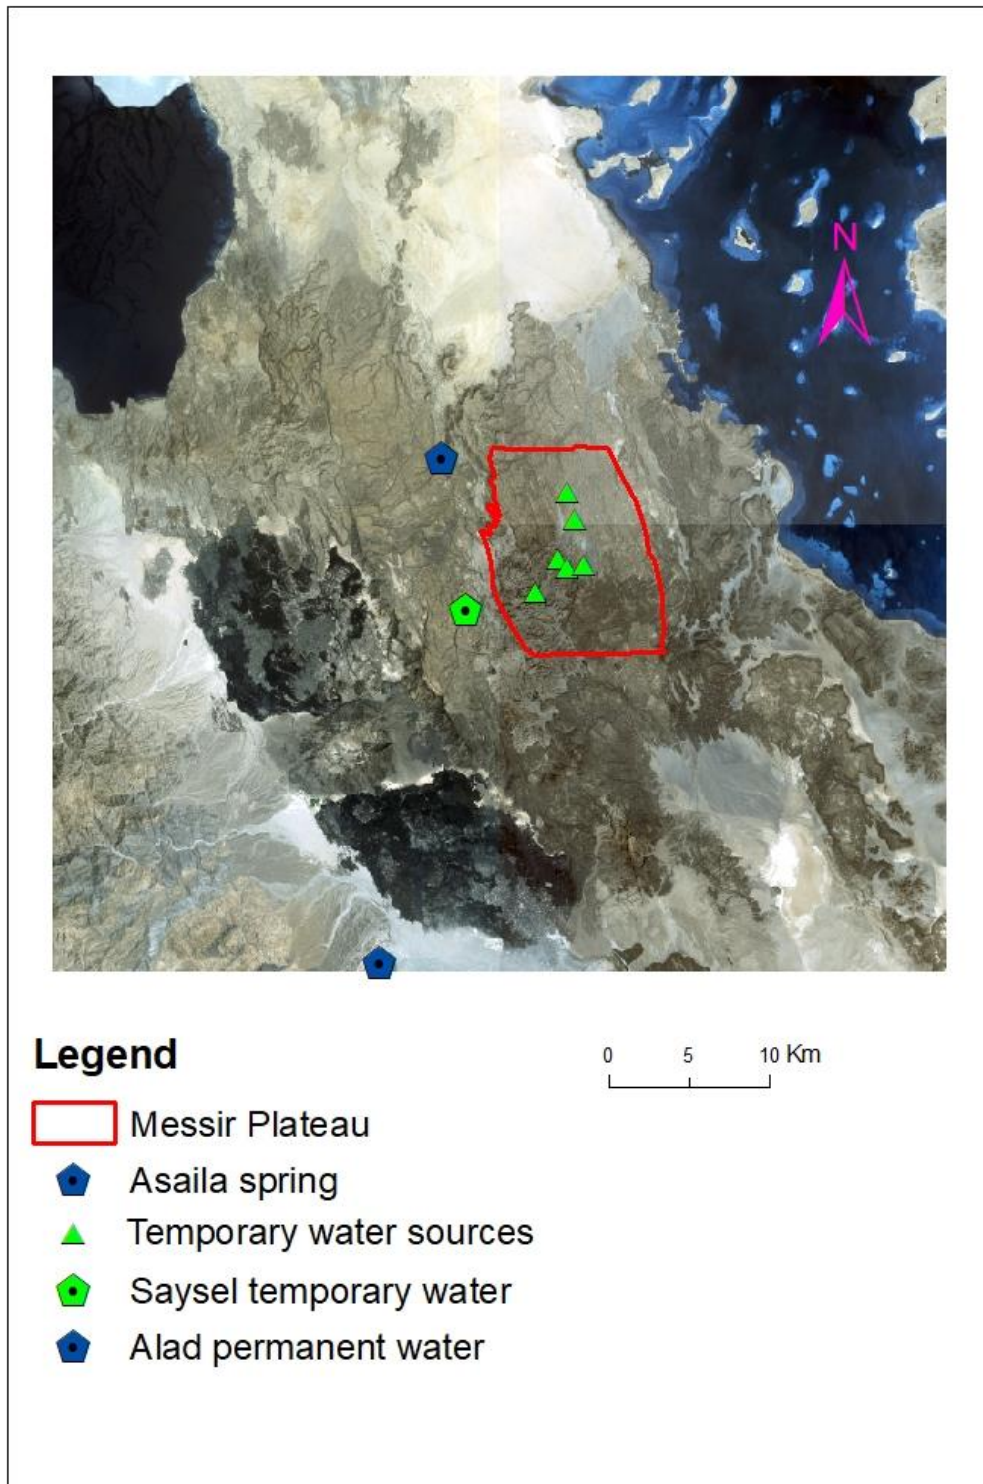 N
Legend
0 5 10 Km
Messir Plateau
Asaila spring
Temporary water sources
Saysel temporary water
Alad permanent water